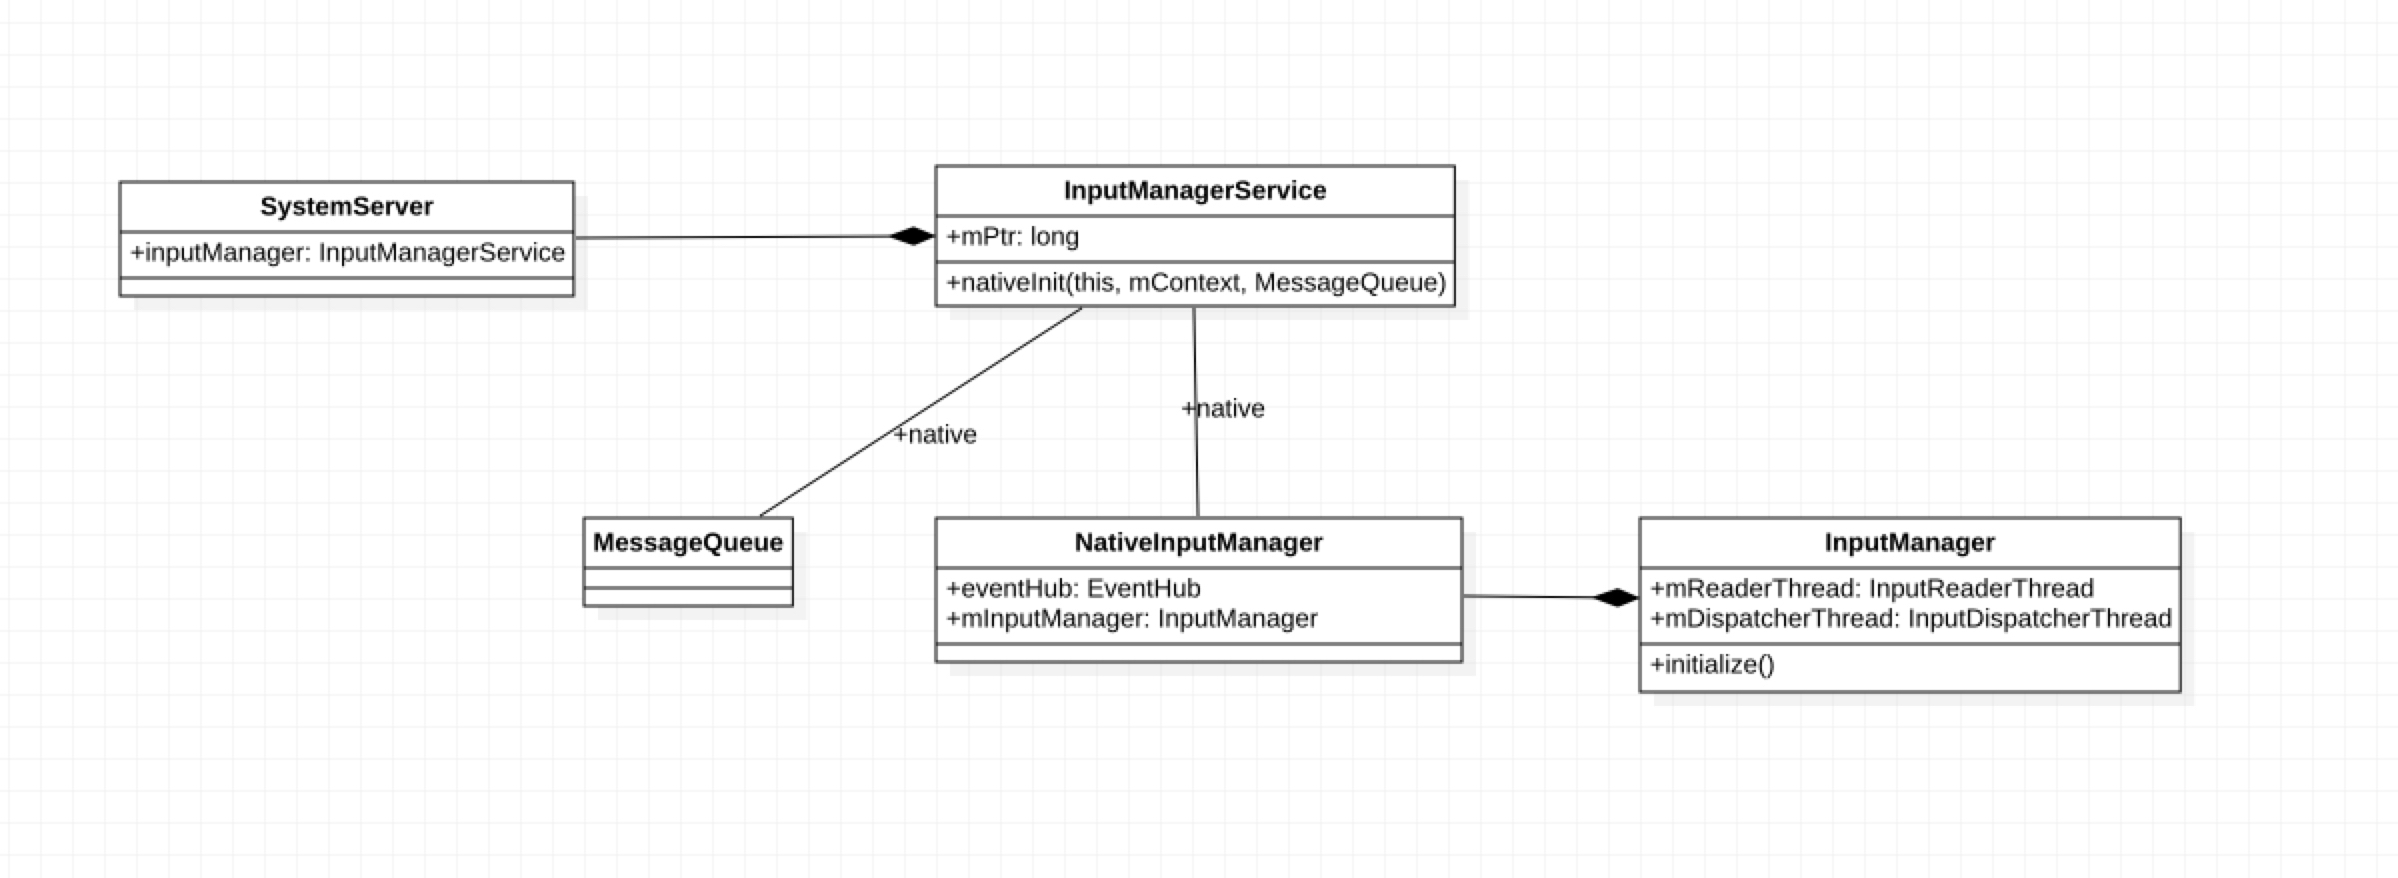 SystemServer
+inputManager: InputManagerService
InputManagerService
+mPtr: long
+nativeInit(this, mContext, MessageQueue)
+native
+native
MessageQueue
NativeInputManager
+eventHub: EventHub
+mInputManager: InputManager
InputManager
+mReaderThread: InputReaderThread
+mDispatcherThread: InputDispatcherThread
+initialize()